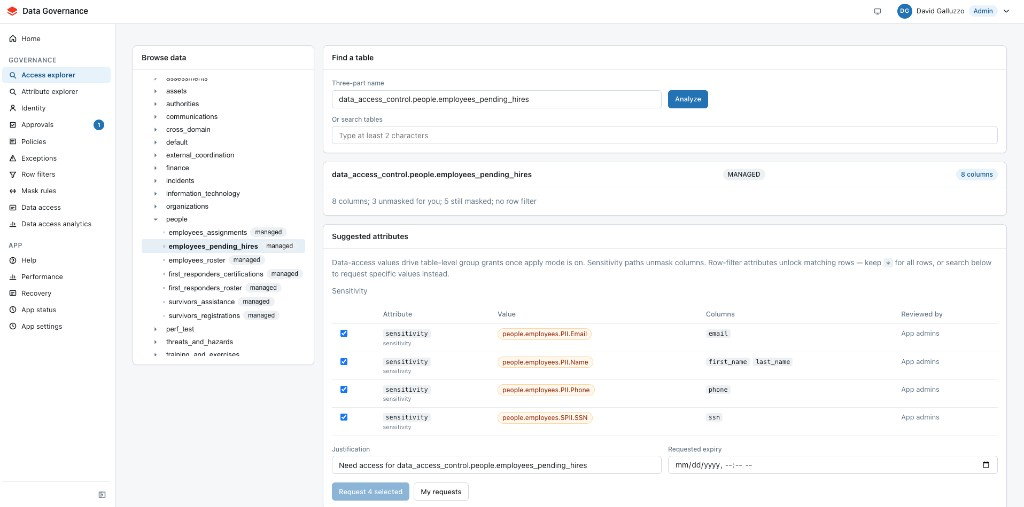 Data Governance
DG David Galluzzo Admin
Home
GOVERNANCE
Access explorer
Attribute explorer
Identity
Approvals 1
Policies
Exceptions
Row filters
Mask rules
Data access
Data access analytics
APP
Help
Performance
Recovery
App status
App settings
Browse data
assessments
assets
authorities
communications
cross_domain
default
external_coordination
finance
incidents
information_technology
organizations
people
employees_assignments managed
employees_pending_hires managed
employees_roster managed
first_responders_certifications managed
first_responders_roster managed
survivors_assistance managed
survivors_registrations managed
perf_test
threats_and_hazards
training_and_exercises
Find a table
Three-part name
data_access_control.people.employees_pending_hires Analyze
Or search tables
Type at least 2 characters
data_access_control.people.employees_pending_hires MANAGED 8 columns
8 columns; 3 unmasked for you; 5 still masked; no row filter
Suggested attributes
Data-access values drive table-level group grants once apply mode is on. Sensitivity paths unmask columns. Row-filter attributes unlock matching rows — keep * for all rows, or search below
to request specific values instead.
Sensitivity
Attribute Value Columns Reviewed by
sensitivity people.employees.PII.Email email App admins
sensitivity
sensitivity people.employees.PII.Name first_name last_name App admins
sensitivity
sensitivity people.employees.PII.Phone phone App admins
sensitivity
sensitivity people.employees.SPII.SSN ssn App admins
sensitivity
Justification Requested expiry
Need access for data_access_control.people.employees_pending_hires mm/dd/yyyy, --:-- --
Request 4 selected My requests